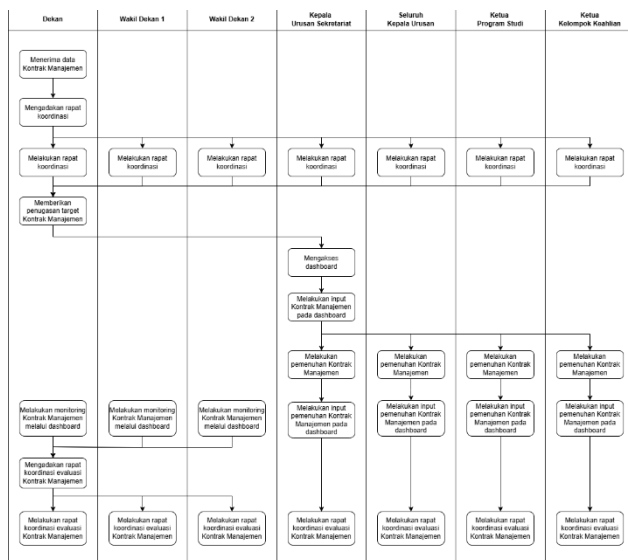 Dekan
Wakil Dekan 1
Wakil Dekan 2
Kepala
Urusan Sekretariat
Seluruh
Kepala Urusan
Ketua
Program Studi
Ketua
Kelompok Keahlian
Menerima data
Kontrak Manajemen
Mengadakan rapat
koordinasi
Melakukan rapat
koordinasi
Melakukan rapat
koordinasi
Melakukan rapat
koordinasi
Melakukan rapat
koordinasi
Melakukan rapat
koordinasi
Melakukan rapat
koordinasi
Melakukan rapat
koordinasi
Memberikan
penugasan target
Kontrak Manajemen
Mengakses
dashboard
Melakukan input
Kontrak Manajemen
pada dashboard
Melakukan
pemenuhan Kontrak
Manajemen
Melakukan
pemenuhan Kontrak
Manajemen
Melakukan
pemenuhan Kontrak
Manajemen
Melakukan
pemenuhan Kontrak
Manajemen
Melakukan monitoring
Kontrak Manajemen
melalui dashboard
Melakukan monitoring
Kontrak Manajemen
melalui dashboard
Melakukan monitoring
Kontrak Manajemen
melalui dashboard
Melakukan input
pemenuhan Kontrak
Manajemen pada
dashboard
Melakukan input
pemenuhan Kontrak
Manajemen pada
dashboard
Melakukan input
pemenuhan Kontrak
Manajemen pada
dashboard
Melakukan input
pemenuhan Kontrak
Manajemen pada
dashboard
Mengadakan rapat
koordinasi evaluasi
Kontrak Manajemen
Melakukan rapat
koordinasi evaluasi
Kontrak Manajemen
Melakukan rapat
koordinasi evaluasi
Kontrak Manajemen
Melakukan rapat
koordinasi evaluasi
Kontrak Manajemen
Melakukan rapat
koordinasi evaluasi
Kontrak Manajemen
Melakukan rapat
koordinasi evaluasi
Kontrak Manajemen
Melakukan rapat
koordinasi evaluasi
Kontrak Manajemen
Melakukan rapat
koordinasi evaluasi
Kontrak Manajemen